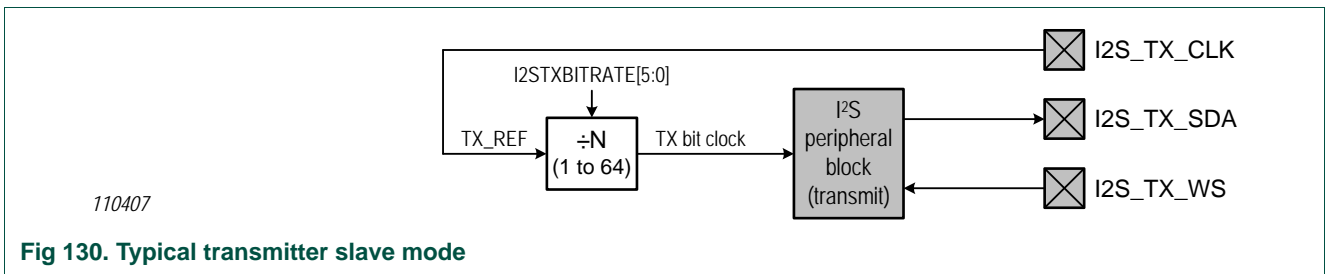 I2S_TX_CLK
I2STXBITRATE[5:0]
TX_REF
÷N
(1 to 64)
TX bit clock
I²S
peripheral
block
(transmit)
I2S_TX_SDA
I2S_TX_WS
110407
Fig 130. Typical transmitter slave mode